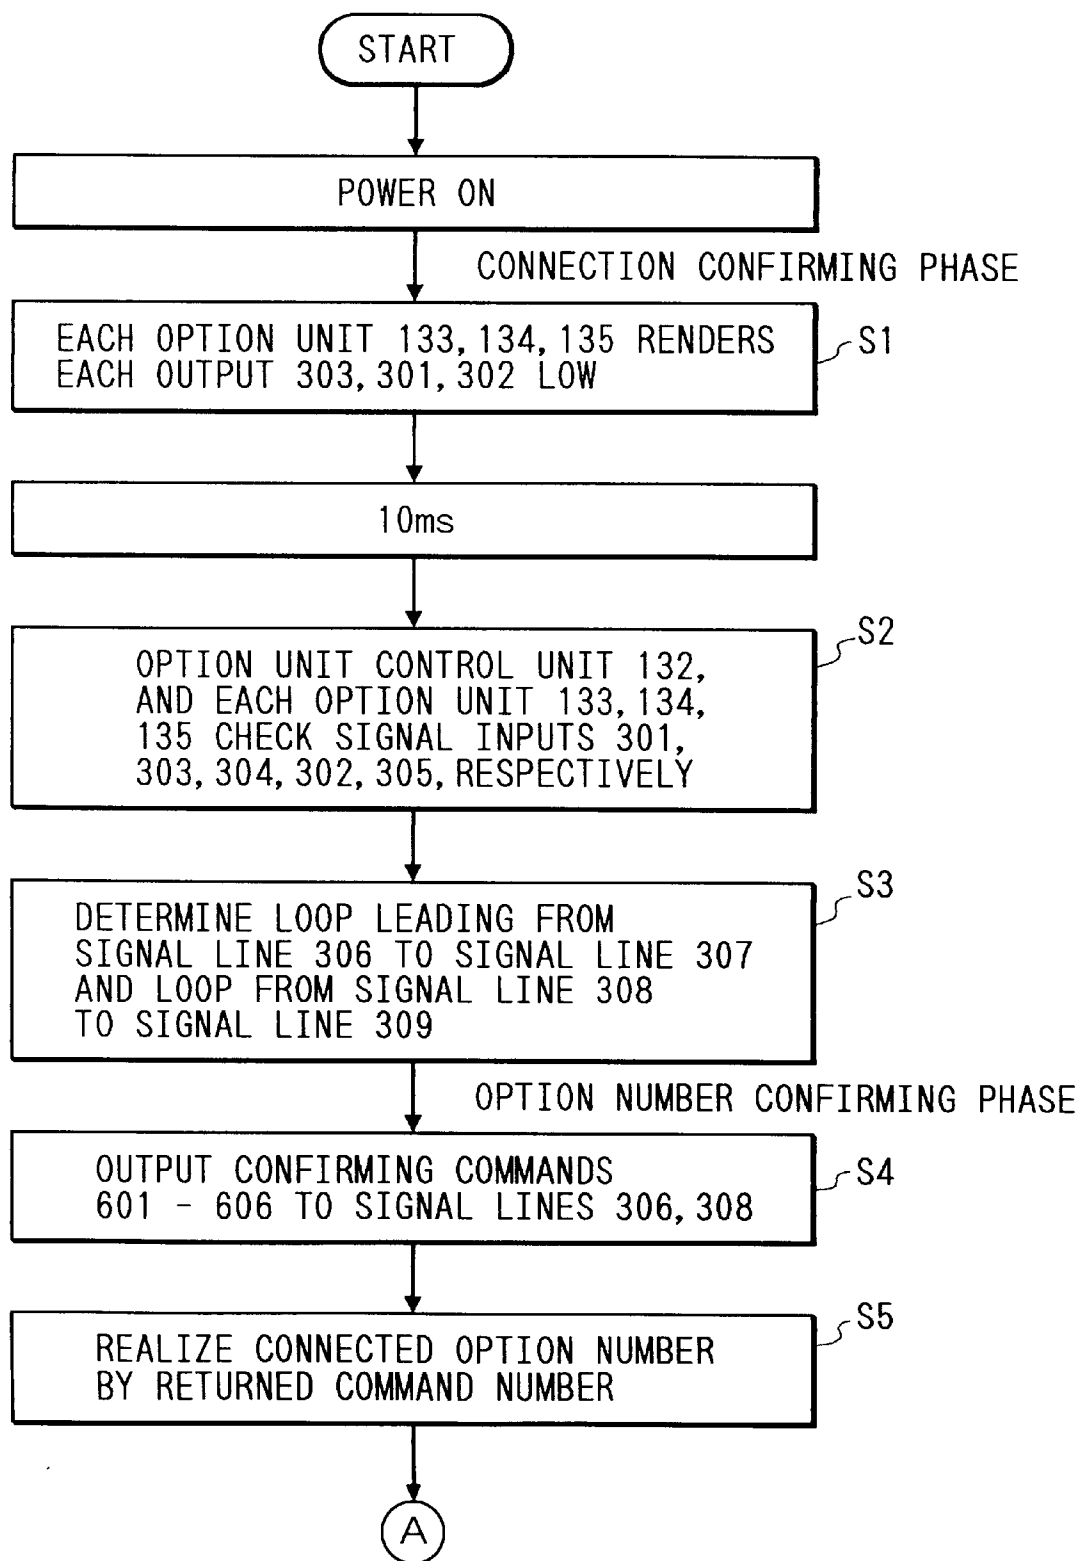 START
POWER ON
CONNECTION CONFIRMING PHASE
EACH OPTION UNIT 133, 134, 135 RENDERS
EACH OUTPUT 303, 301, 302 LOW
S1
10ms
S2
OPTION UNIT CONTROL UNIT 132,
AND EACH OPTION UNIT 133, 134,
135 CHECK SIGNAL INPUTS 301,
303, 304, 302, 305, RESPECTIVELY
S3
DETERMINE LOOP LEADING FROM
SIGNAL LINE 306 TO SIGNAL LINE 307
AND LOOP FROM SIGNAL LINE 308
TO SIGNAL LINE 309
OPTION NUMBER CONFIRMING PHASE
OUTPUT CONFIRMING COMMANDS
601 - 606 TO SIGNAL LINES 306, 308
S4
S5
REALIZE CONNECTED OPTION NUMBER
BY RETURNED COMMAND NUMBER
A